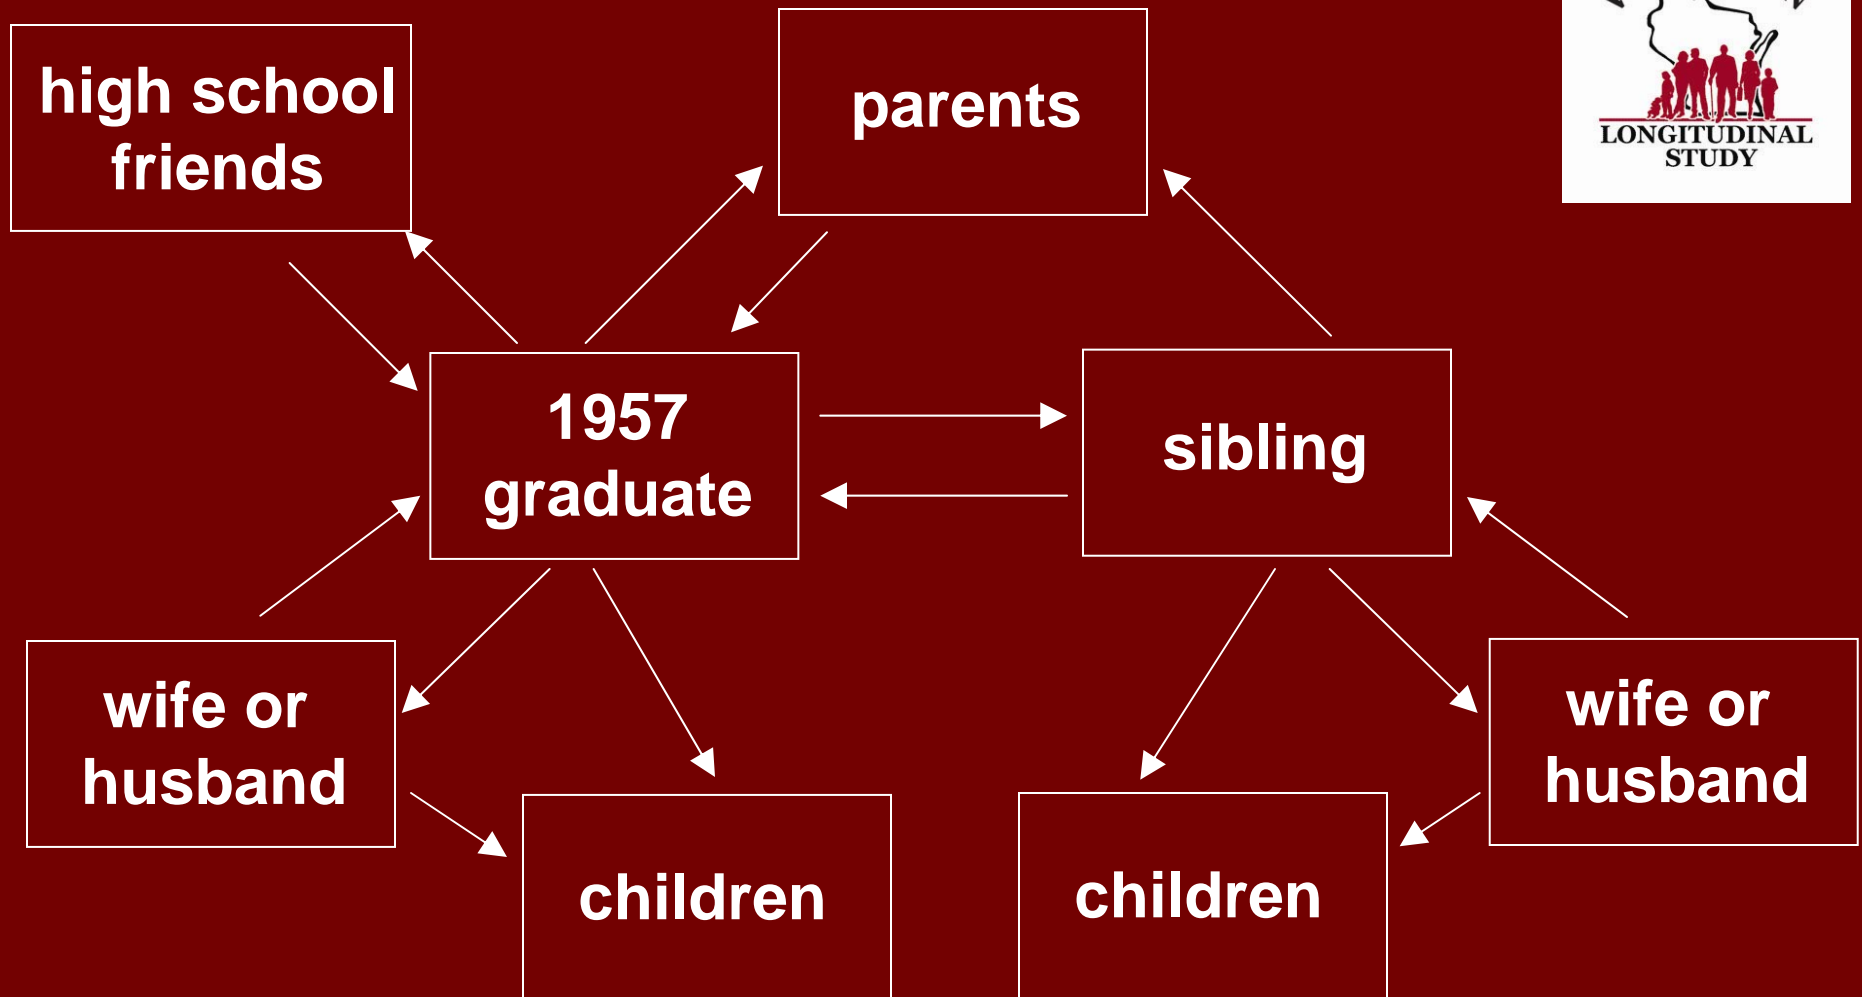 high school
friends
parents
LONGITUDINAL
STUDY
1957
graduate
sibling
wife or
husband
wife or
husband
children
children